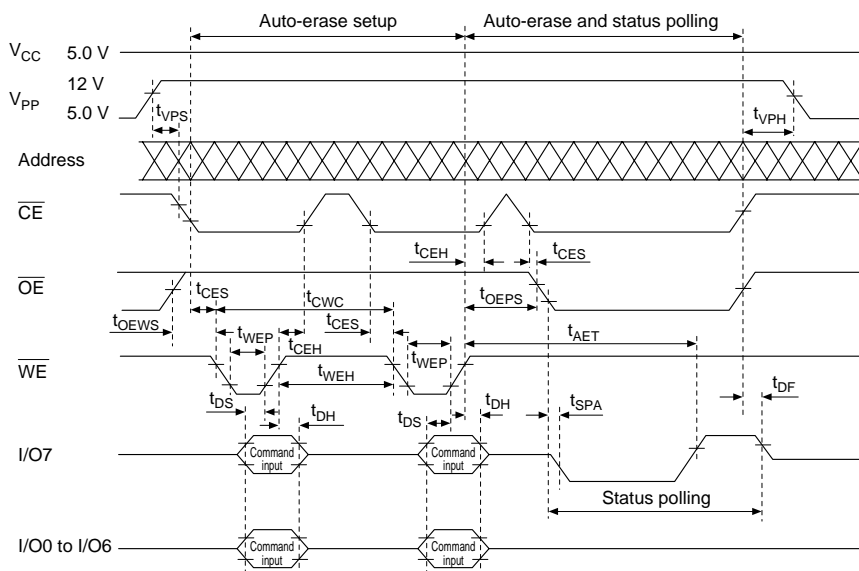 Auto-erase setup
Auto-erase and status polling
VCC 5.0 V
12 V
VPP
5.0 V
tVPS
tVPH
Address
CE
tCEH
tCES
OE
tCES
tCWC
tOEPS
tOEWS
tWEP
tCES
tCEH
tAET
tWEP
WE
tWEH
tDS
tDH
tDS
tDH
tSPA
tDF
I/O7
Command
input
Command
input
Status polling
I/O0 to I/O6
Command
input
Command
input